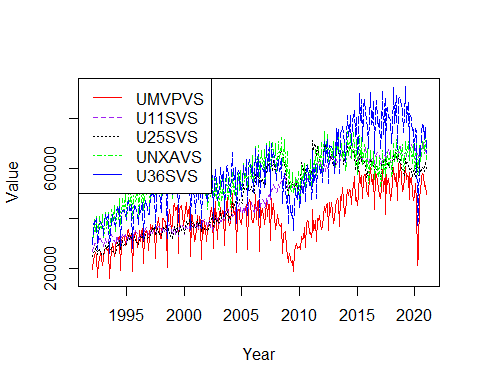 UMVPVS
U11SVS
U25SVS
UNXAVS
U36SVS
Value
20000
60000
1995
2000
2005
2010
2015
2020
Year